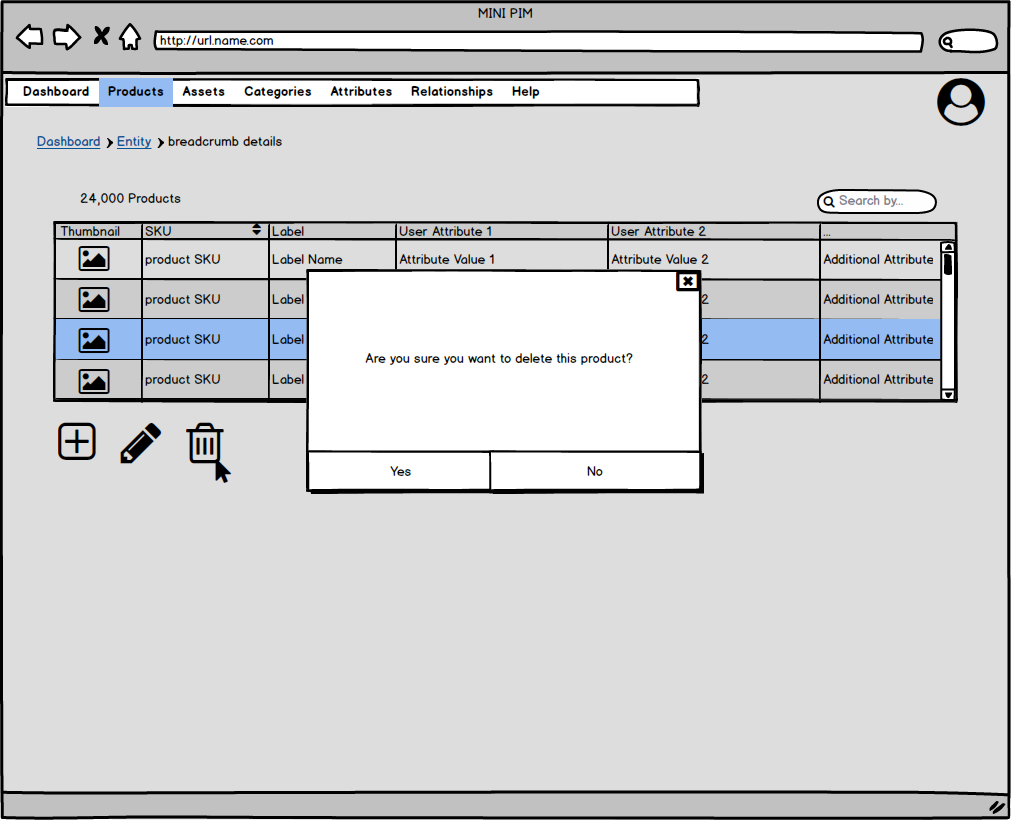 MINI PIM
http://url.name.com
Dashboard Products Assets Categories Attributes Relationships Help
Dashboard Entity breadcrumb details
24,000 Products
Search by...
Thumbnail SKU Label User Attribute 1 User Attribute 2 ...
product SKU Label Name Attribute Value 1 Attribute Value 2 Additional Attribute
product SKU Label 2 Additional Attribute
product SKU Label 2 Additional Attribute
product SKU Label 2 Additional Attribute
Are you sure you want to delete this product?
Yes No